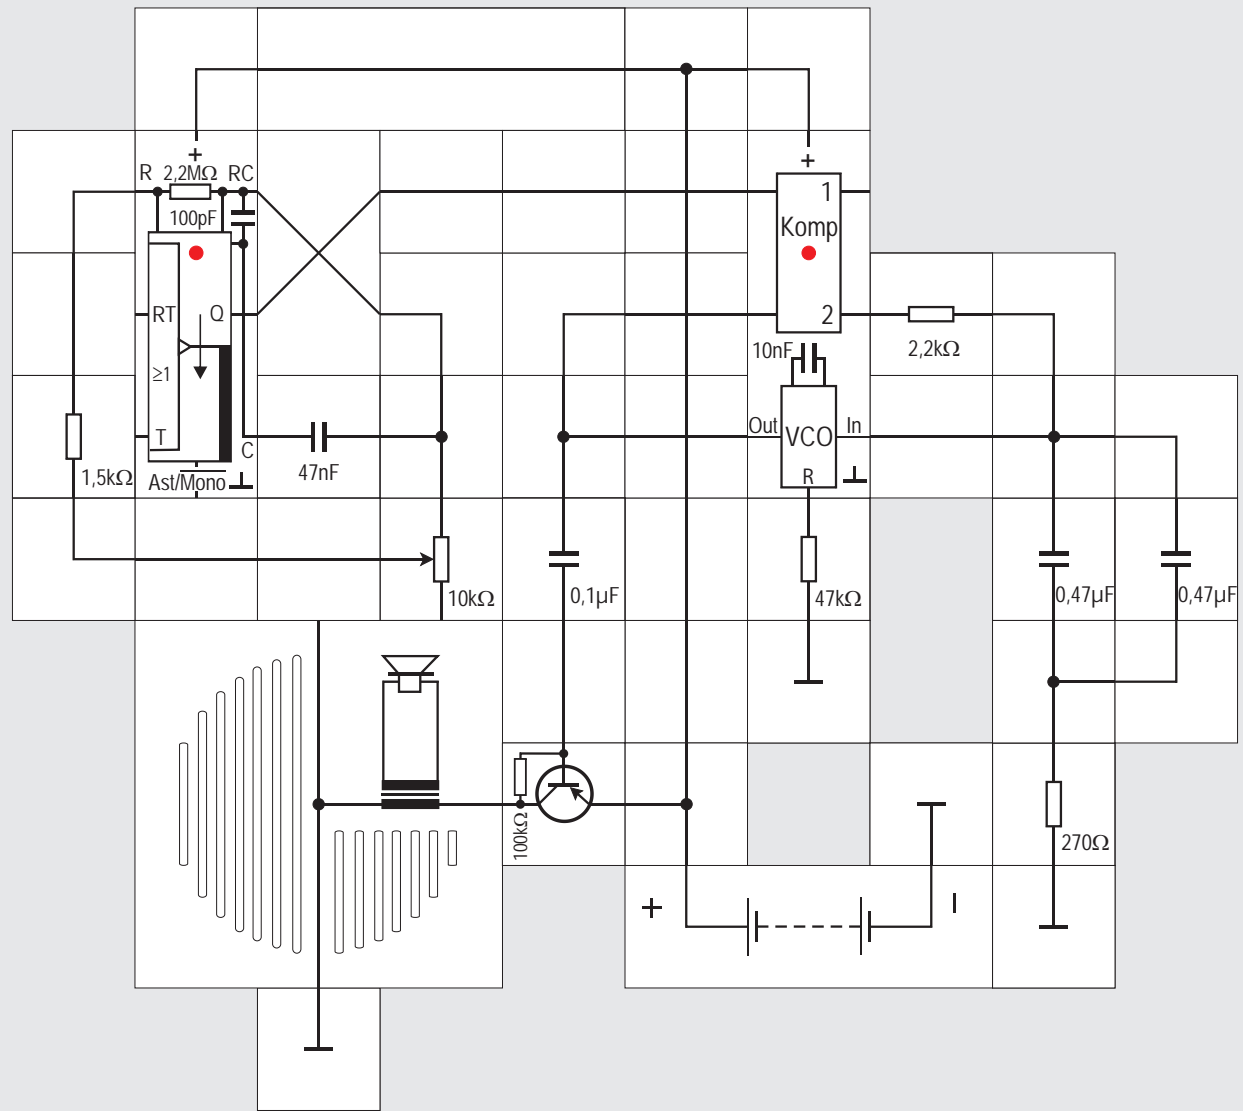 + +
R 2,2MΩ RC
100pF
1
Komp
RT Q
2
10nF
2,2kΩ
≥1
Out VCO In
T
C
47nF
1,5kΩ
Ast/Mono
R
10kΩ
0,1µF
47kΩ
0,47µF
0,47µF
100kΩ
270Ω
+ –